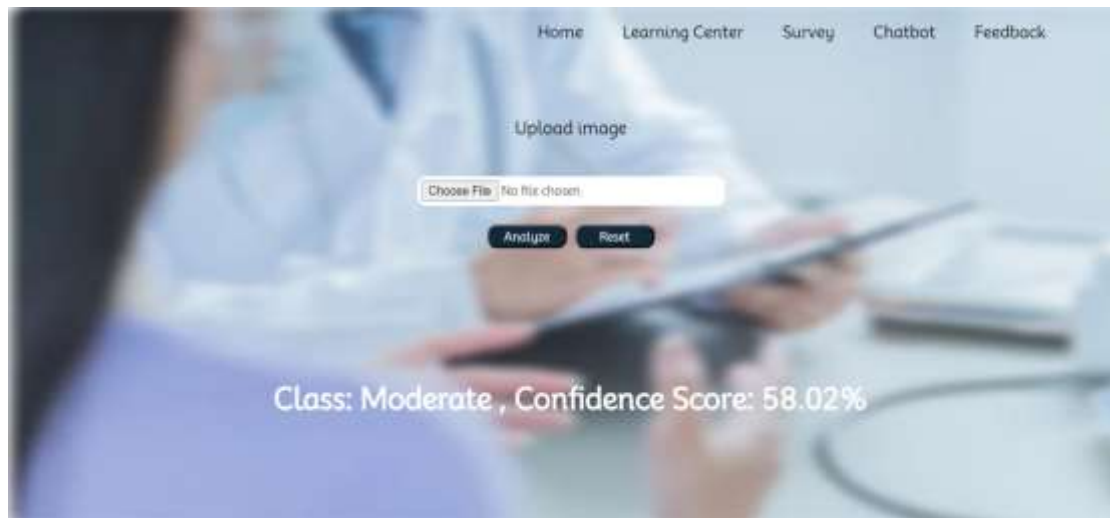 Home Learning Center Survey Chatbot Feedback
Upload image
Choose File No file chosen
Analyze Reset
Class: Moderate , Confidence Score: 58.02%